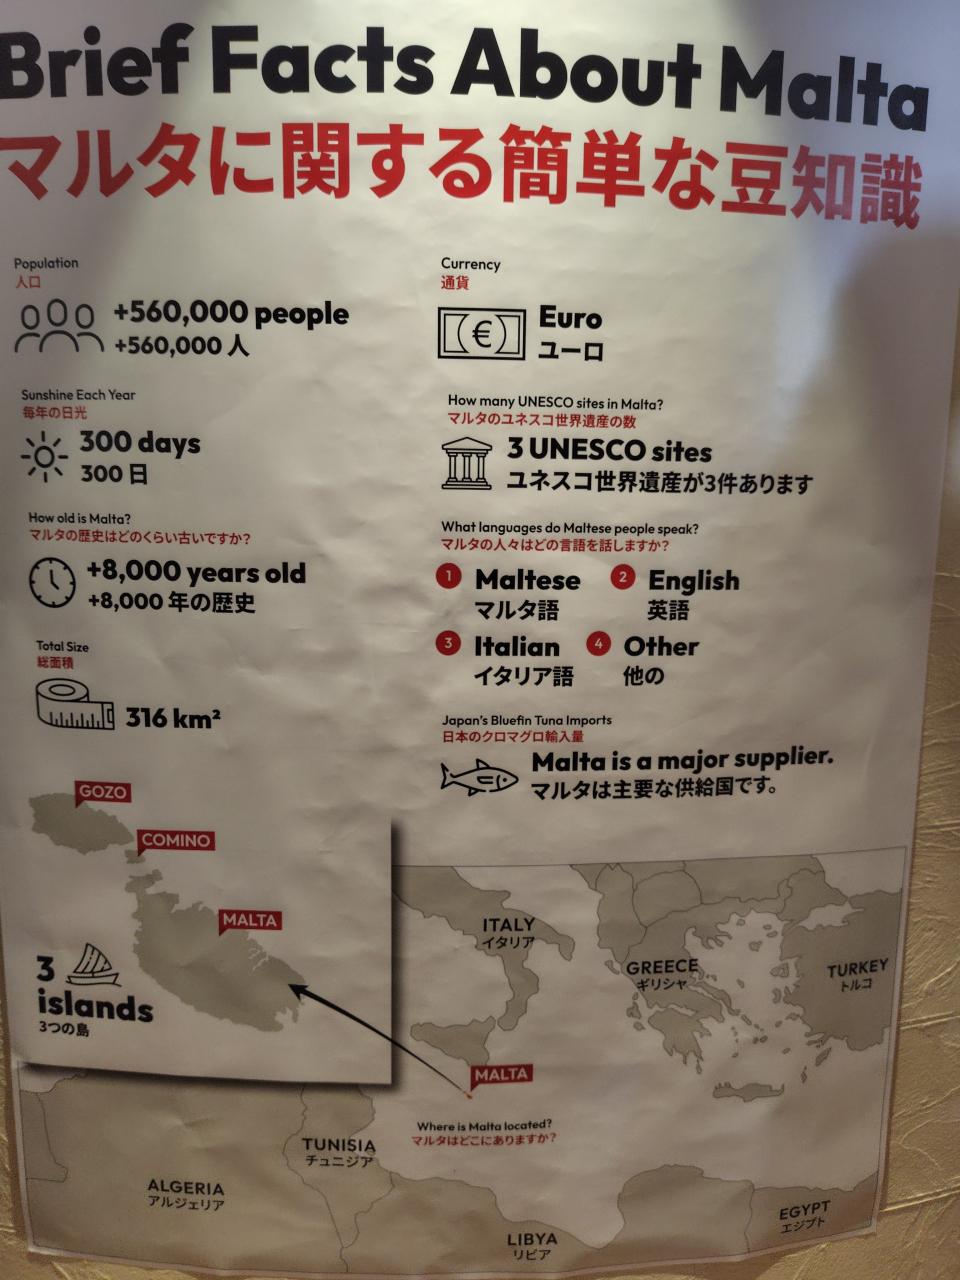 Brief Facts About Malta
マルタに関する簡単な豆知識
Population
人口
+560,000 people
+560,000 人
Sunshine Each Year
毎年の日光
300 days
300 日
How old is Malta?
マルタの歴史はどのくらい古いですか?
+8,000 years old
+8,000 年の歴史
Total Size
総面積
316 km²
Currency
通貨
€
Euro
ユーロ
How many UNESCO sites in Malta?
マルタのユネスコ世界遺産の数
3 UNESCO sites
ユネスコ世界遺産が3件あります
What languages do Maltese people speak?
マルタの人々はどの言語を話しますか?
1 Maltese 2 English
マルタ語 英語
3 Italian 4 Other
イタリア語 他の
Japan's Bluefin Tuna Imports
日本のクロマグロ輸入量
Malta is a major supplier.
マルタは主要な供給国です。
GOZO
COMINO
MALTA
3
islands
3つの島
ITALY
イタリア
GREECE
ギリシャ
TURKEY
トルコ
MALTA
Where is Malta located?
マルタはどこにありますか?
TUNISIA
チュニジア
ALGERIA
アルジェリア
LIBYA
リビア
EGYPT
エジプト